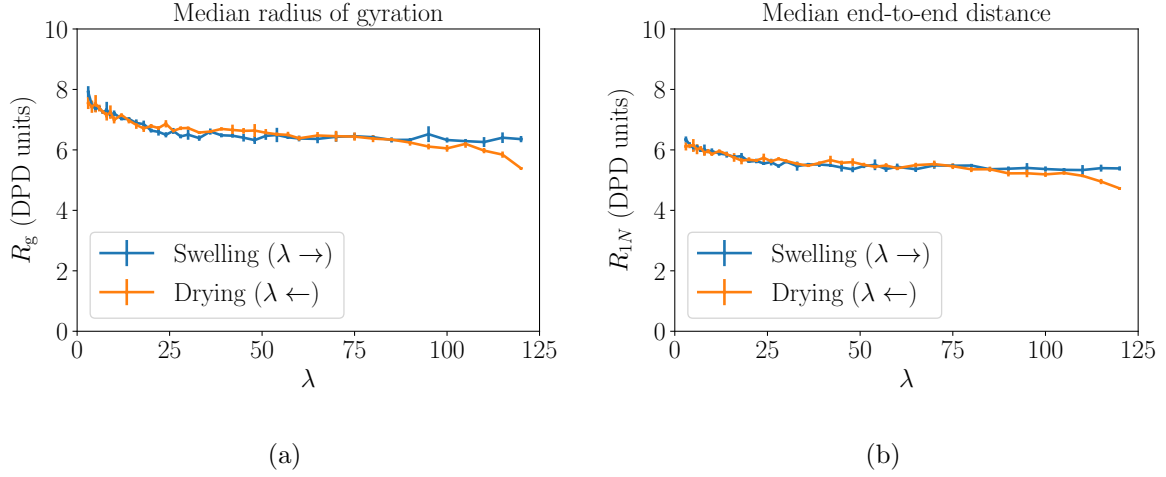 Median radius of gyration
10
8
6
4
2
0
R_g (DPD units)
Swelling (λ →)
Drying (λ ←)
0 25 50 75 100 125
λ
(a)
Median end-to-end distance
10
8
6
4
2
0
R_{1N} (DPD units)
Swelling (λ →)
Drying (λ ←)
0 25 50 75 100 125
λ
(b)